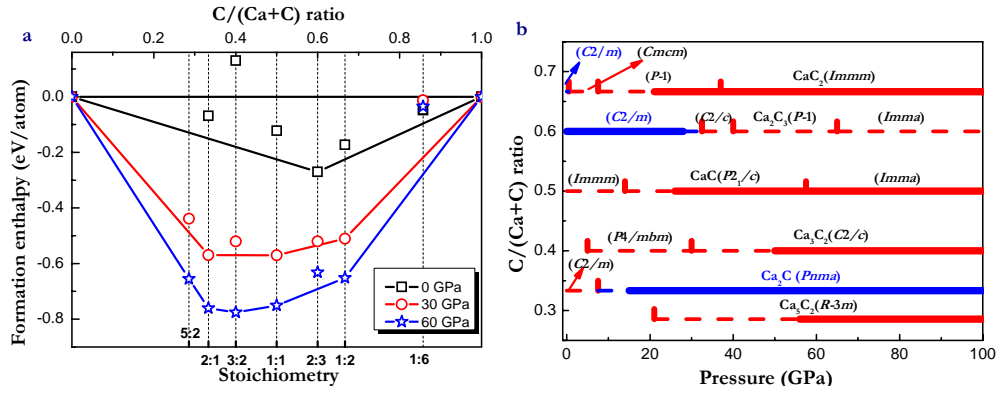 C/(Ca+C) ratio
a
0.0 0.2 0.4 0.6 0.8 1.0
0.0
-0.2
-0.4
-0.6
-0.8
Formation enthalpy (eV/atom)
0 GPa
30 GPa
60 GPa
5:2
2:1 3:2 1:1 2:3 1:2 1:6
Stoichiometry
b
(C2/m) (Cmcm)
0.7
(P-1) CaC2(Immm)
(C2/m) (C2/c) Ca2C3(P-1) (Imma)
0.6
(Immm) CaC(P21/c) (Imma)
0.5
(P4/mbm) Ca3C2(C2/c)
0.4
(C2/m) Ca2C (Pnma)
Ca5C2(R-3m)
0.3
C/(Ca+C) ratio
0 20 40 60 80 100
Pressure (GPa)